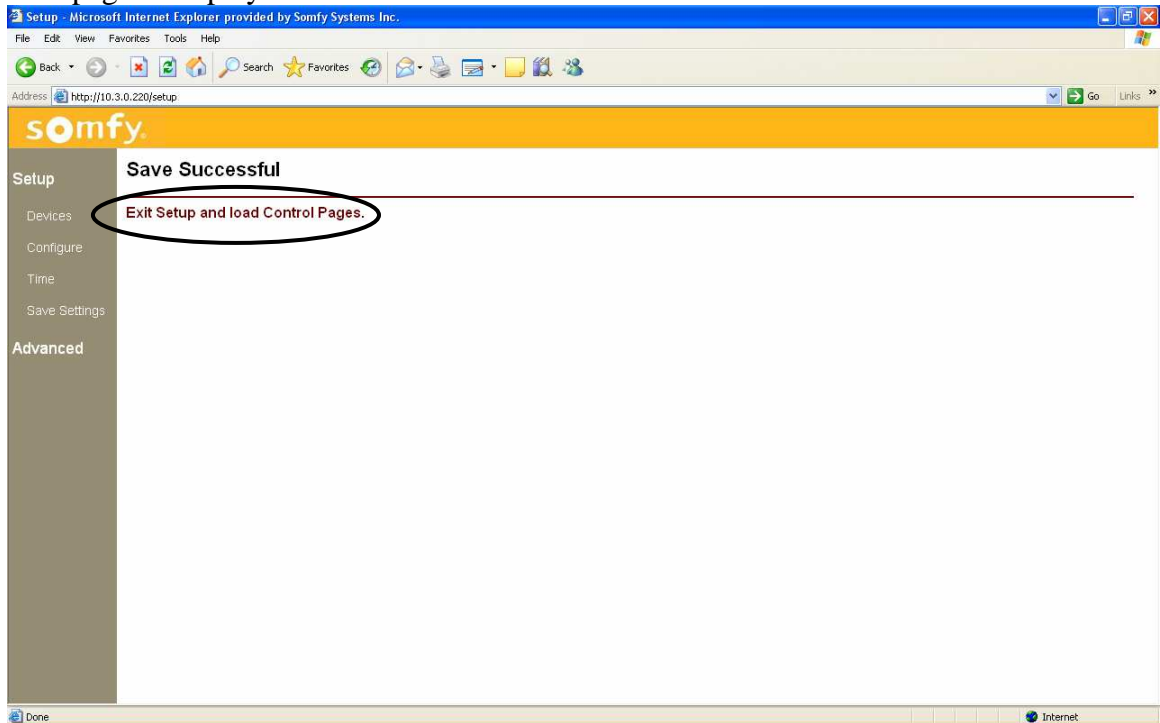 Setup - Microsoft Internet Explorer provided by Somfy Systems Inc.
File Edit View Favorites Tools Help
Back Search Favorites
Address http://10.3.0.220/setup Go Links »
somfy.
Setup
Devices
Configure
Time
Save Settings
Advanced
Save Successful
Exit Setup and load Control Pages.
Done Internet